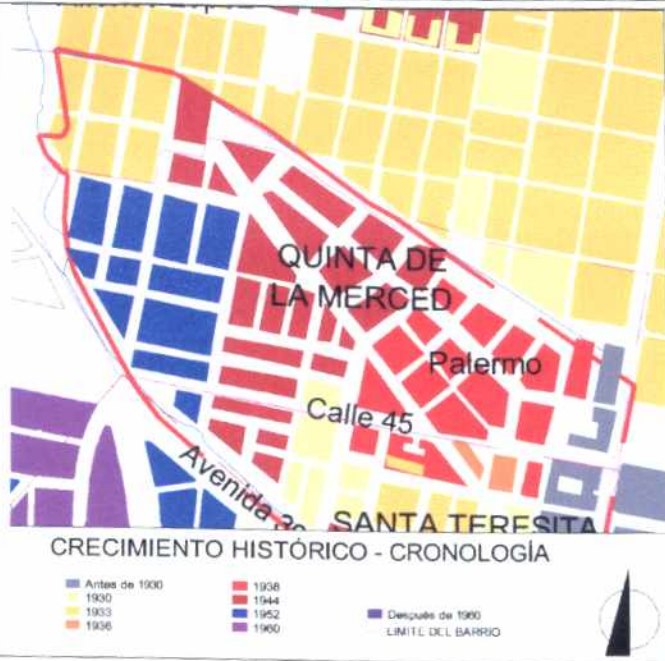 QUINTA DE
LA MERCED
Palermo
Calle 45
Avenida
SANTA TERESITA
CRECIMIENTO HISTÓRICO - CRONOLOGÍA
Antes de 1930
1930
1933
1936
1938
1944
1952
1960
Después de 1960
LIMITE DEL BARRIO